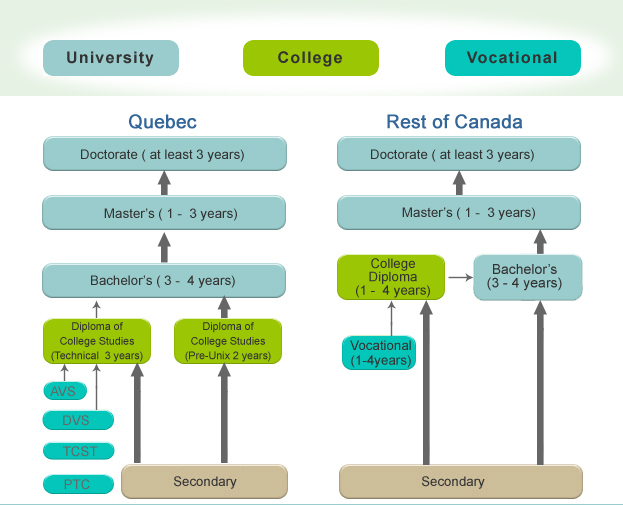 University
College
Vocational
Quebec
Doctorate ( at least 3 years)
Master's ( 1 - 3 years)
Bachelor's ( 3 - 4 years)
Diploma of
College Studies
(Technical 3 years)
Diploma of
College Studies
(Pre-Unix 2 years)
AVS
DVS
TCST
PTC
Secondary
Rest of Canada
Doctorate ( at least 3 years)
Master's ( 1 - 3 years)
College
Diploma
(1 - 4 years)
Bachelor's
(3 - 4 years)
Vocational
(1-4years)
Secondary